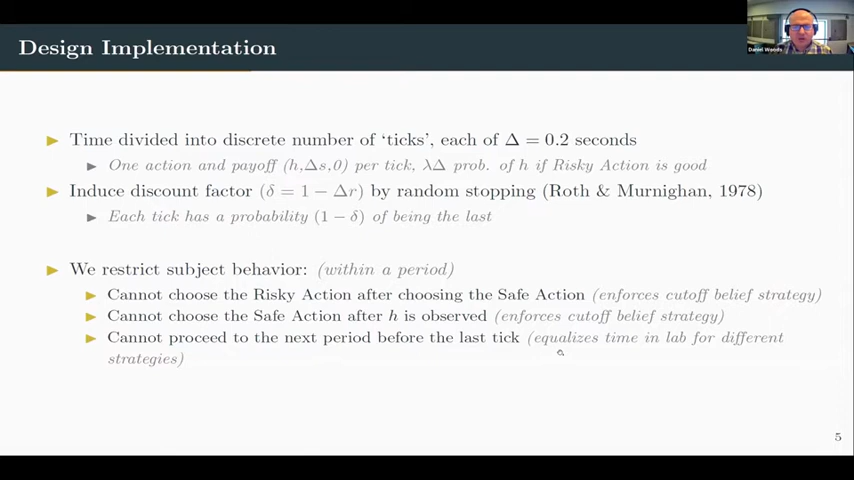 Design Implementation
Daniel Woods
Time divided into discrete number of ‘ticks’, each of Δ = 0.2 seconds
One action and payoff (h,Δs,0) per tick, λΔ prob. of h if Risky Action is good
Induce discount factor (δ = 1 − Δr) by random stopping (Roth & Murnighan, 1978)
Each tick has a probability (1 − δ) of being the last
We restrict subject behavior: (within a period)
Cannot choose the Risky Action after choosing the Safe Action (enforces cutoff belief strategy)
Cannot choose the Safe Action after h is observed (enforces cutoff belief strategy)
Cannot proceed to the next period before the last tick (equalizes time in lab for different
strategies)
5